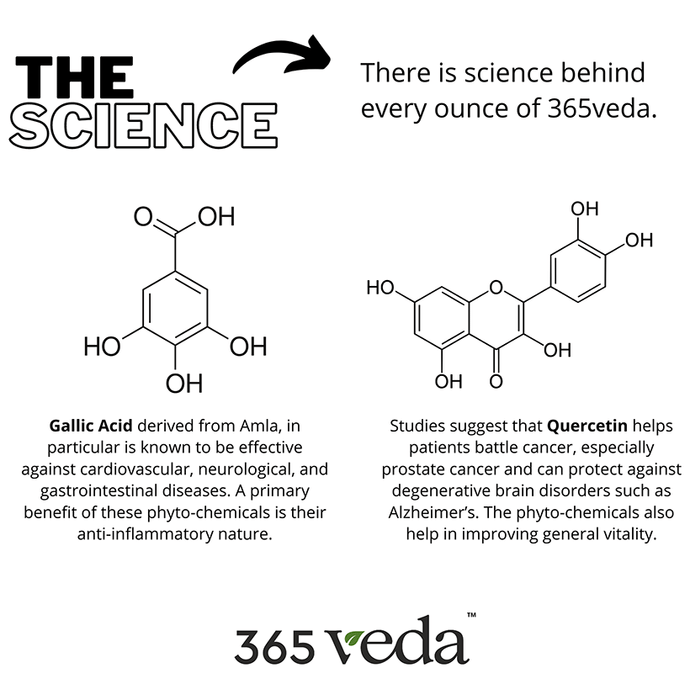 THE
SCIENCE
There is science behind
every ounce of 365veda.
O
OH
HO
OH
OH
OH
OH
HO
O
OH
OH
O
Gallic Acid derived from Amla, in
particular is known to be effective
against cardiovascular, neurological, and
gastrointestinal diseases. A primary
benefit of these phyto-chemicals is their
anti-inflammatory nature.
Studies suggest that Quercetin helps
patients battle cancer, especially
prostate cancer and can protect against
degenerative brain disorders such as
Alzheimer’s. The phyto-chemicals also
help in improving general vitality.
365 veda™